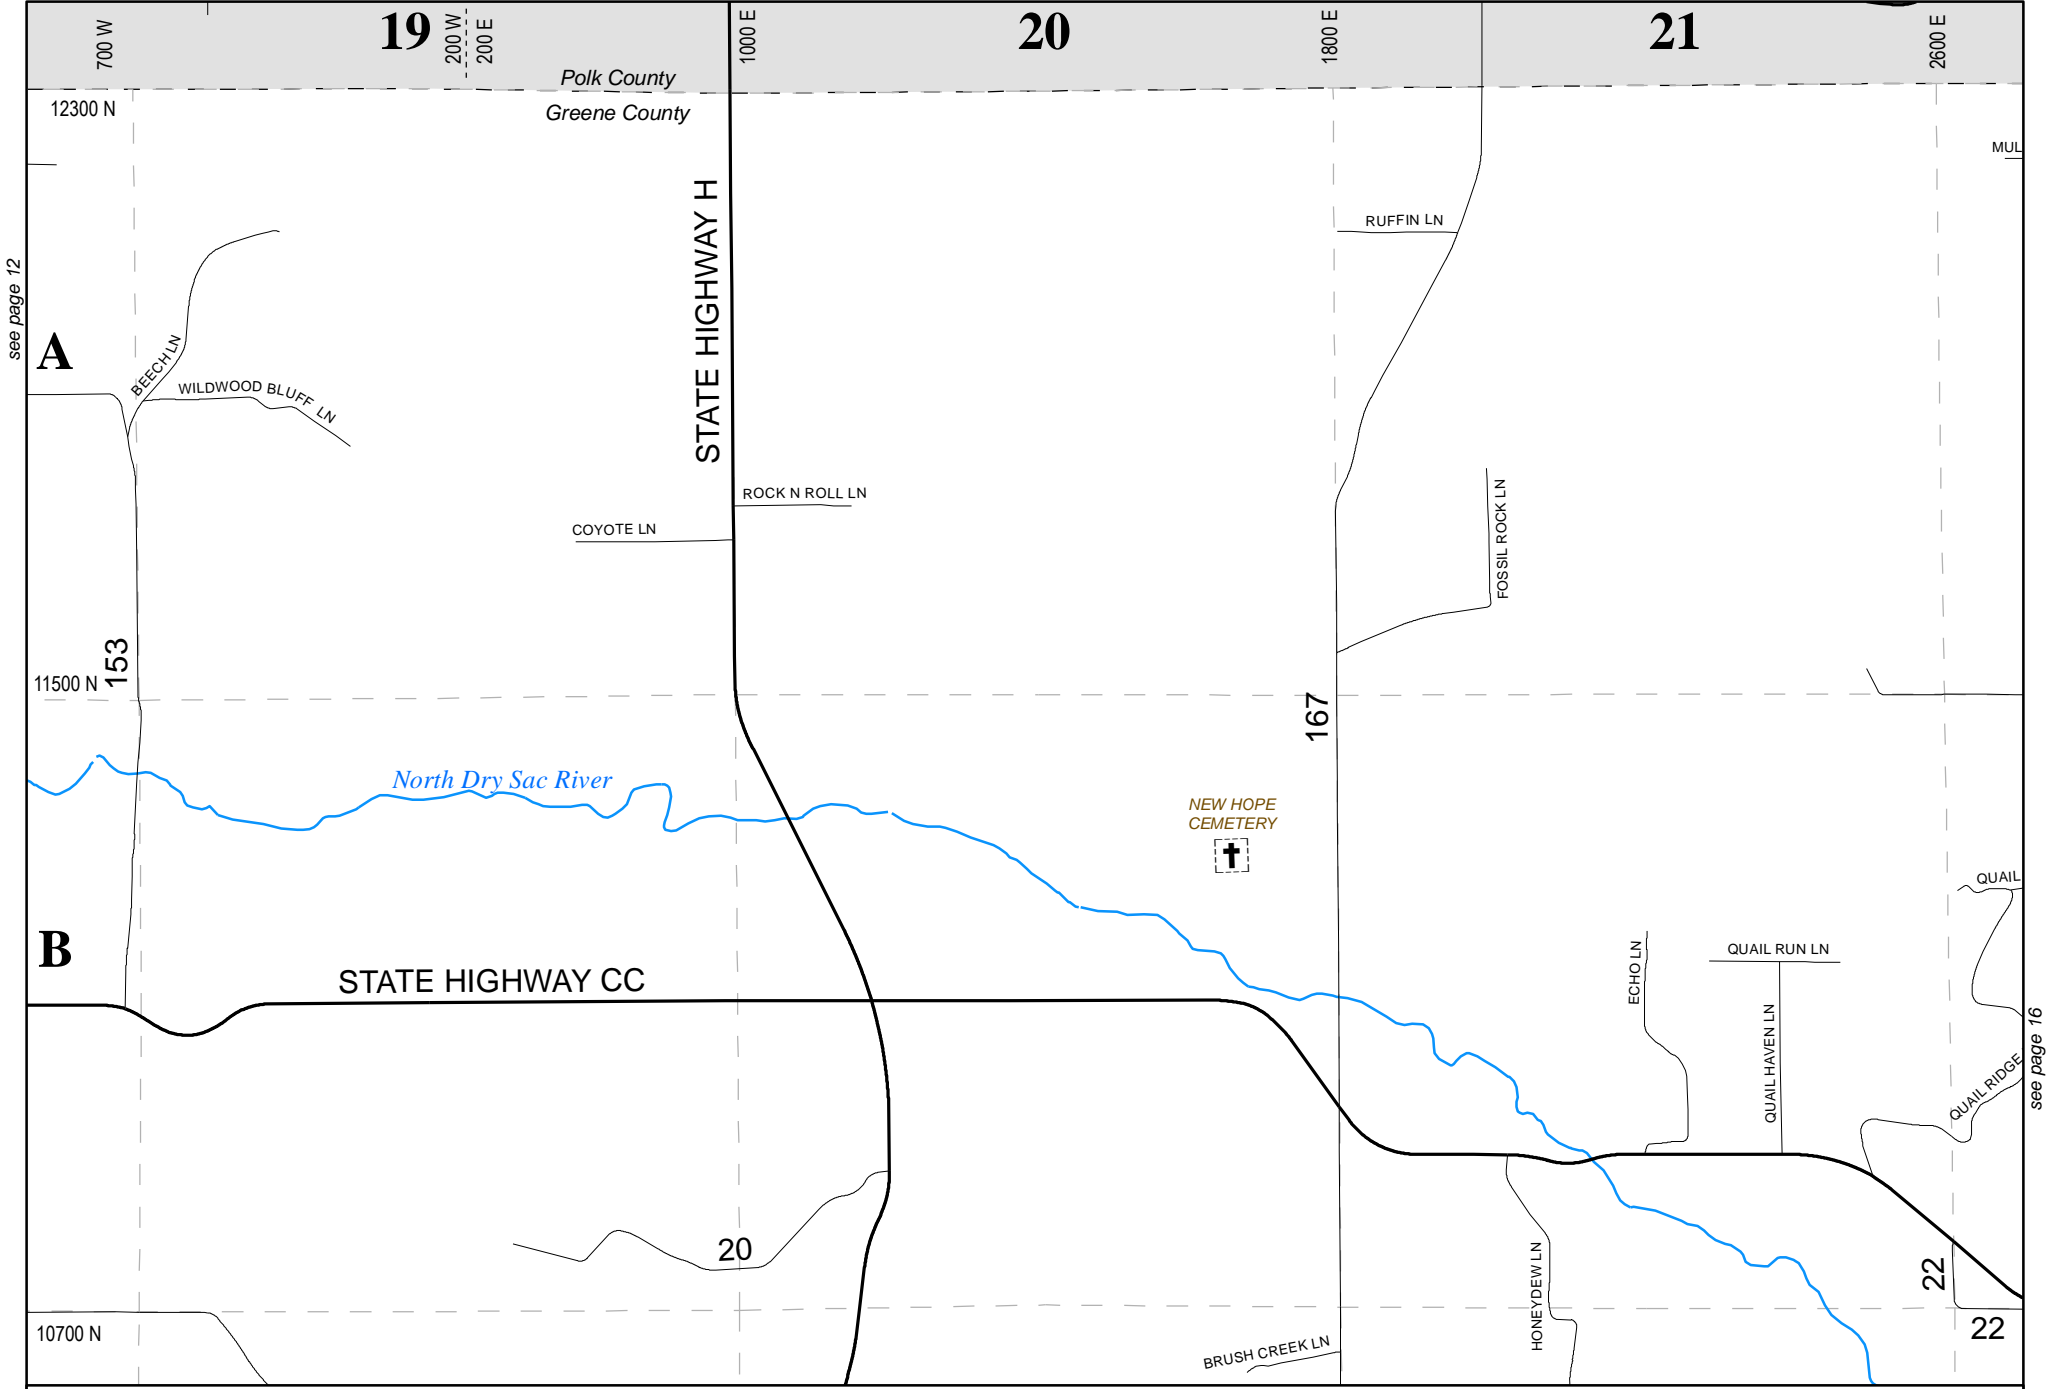 700 W
19
200 W
200 E
1000 E
20
1800 E
21
2600 E
Polk County
Greene County
12300 N
MUL
see page 12
A
STATE HIGHWAY H
RUFFIN LN
BEECH LN
WILDWOOD BLUFF LN
ROCK N ROLL LN
COYOTE LN
FOSSIL ROCK LN
153
11500 N
167
North Dry Sac River
NEW HOPE
CEMETERY
QUAIL
B
STATE HIGHWAY CC
ECHO LN
QUAIL RUN LN
QUAIL HAVEN LN
QUAIL RIDGE
see page 16
20
HONEYDEW LN
22
22
10700 N
BRUSH CREEK LN